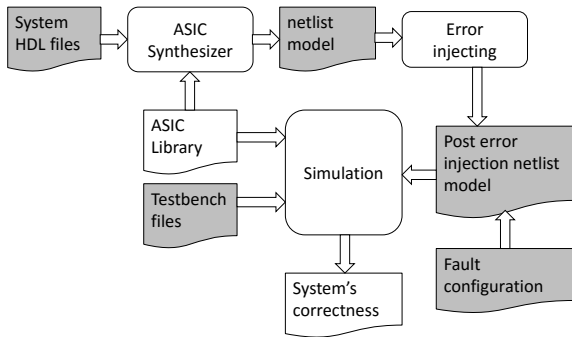 System
HDL files
ASIC
Synthesizer
netlist
model
Error
injecting
ASIC
Library
Simulation
Post error
injection netlist
model
Testbench
files
System's
correctness
Fault
configuration